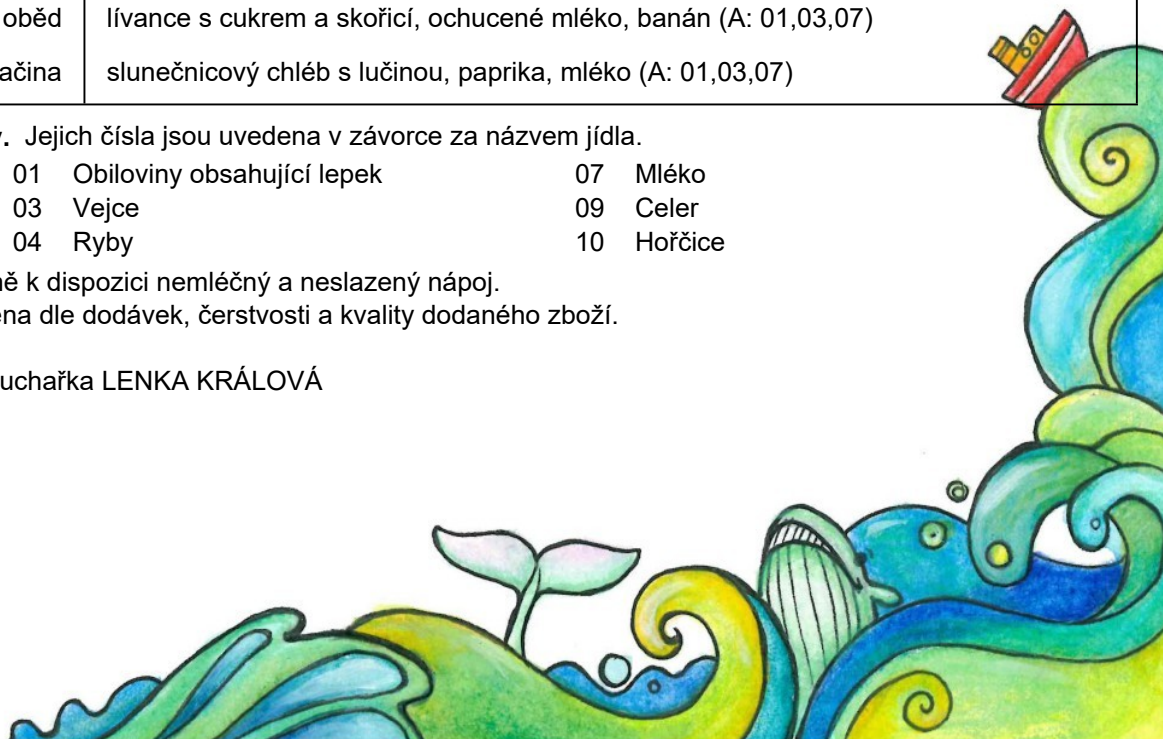 oběd lívance s cukrem a skořicí, ochucené mléko, banán (A: 01,03,07)
ačina slunečnicový chléb s lučinou, paprika, mléko (A: 01,03,07)
. Jejich čísla jsou uvedena v závorce za názvem jídla.
01 Obiloviny obsahující lepek 07 Mléko
03 Vejce 09 Celer
04 Ryby 10 Hořčice
ně k dispozici nemléčný a neslazený nápoj.
ena dle dodávek, čerstvosti a kvality dodaného zboží.
uchařka LENKA KRÁLOVÁ